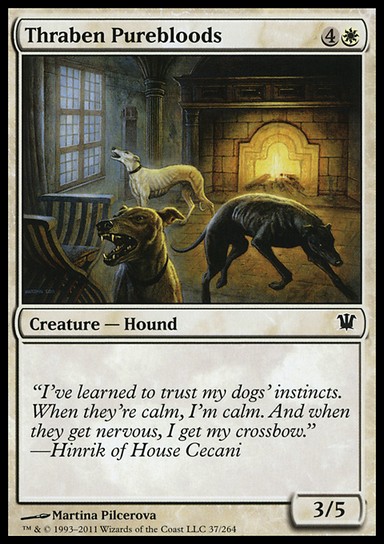 Thraben Purebloods 4
Creature — Hound
“I’ve learned to trust my dogs’ instincts.
When they’re calm, I’m calm. And when
they get nervous, I get my crossbow.”
—Hinrik of House Cecani
Martina Pilcerova
™ & © 1993–2011 Wizards of the Coast LLC 37/264
3/5